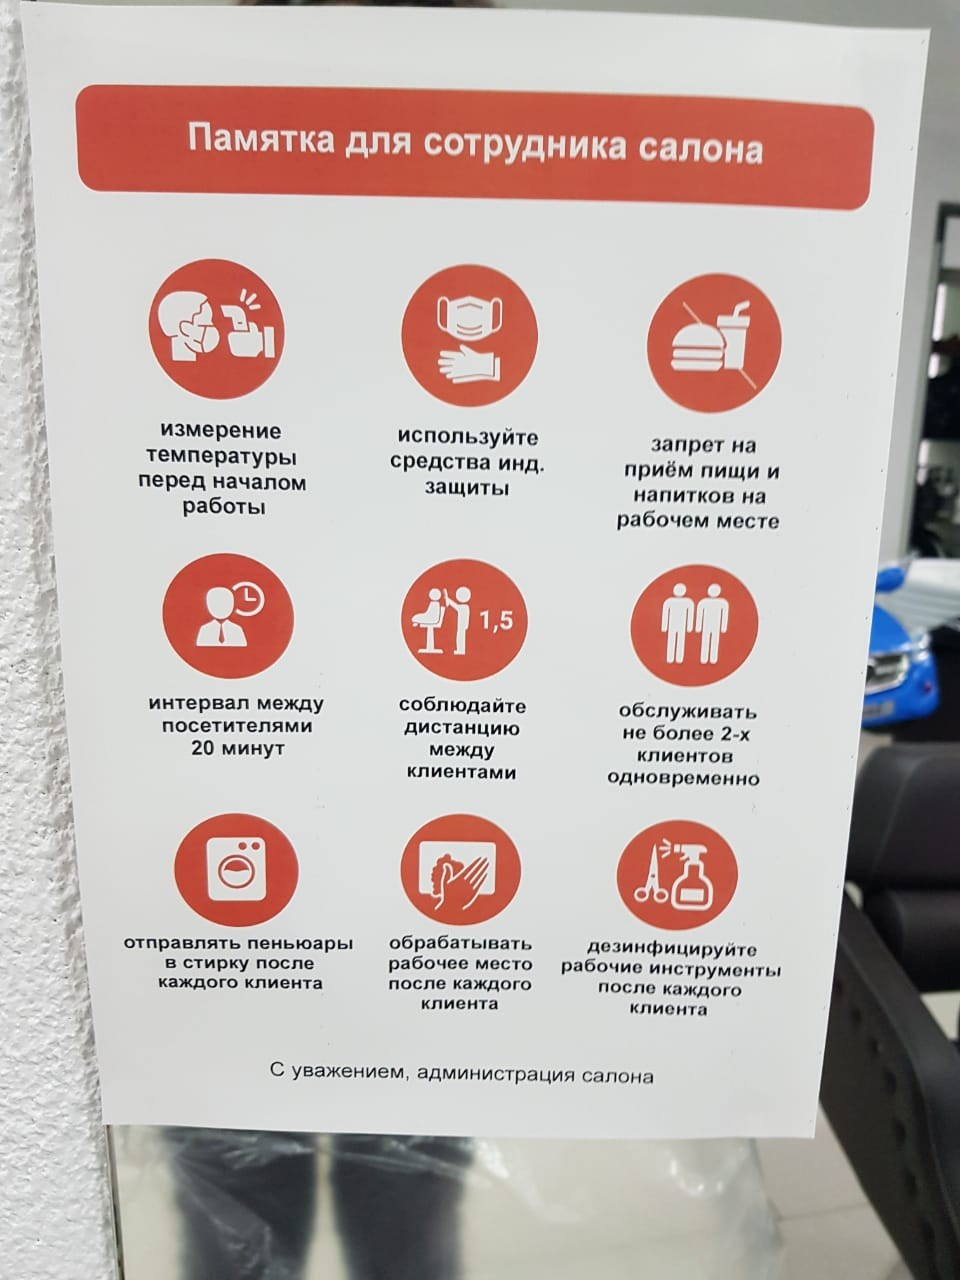 Памятка для сотрудника салона
измерение
температуры
перед началом
работы
используйте
средства инд.
защиты
запрет на
приём пищи и
напитков на
рабочем месте
интервал между
посетителями
20 минут
1,5
соблюдайте
дистанцию
между
клиентами
обслуживать
не более 2-х
клиентов
одновременно
отправлять пеньюары
в стирку после
каждого клиента
обрабатывать
рабочее место
после каждого
клиента
дезинфицируйте
рабочие инструменты
после каждого
клиента
С уважением, администрация салона